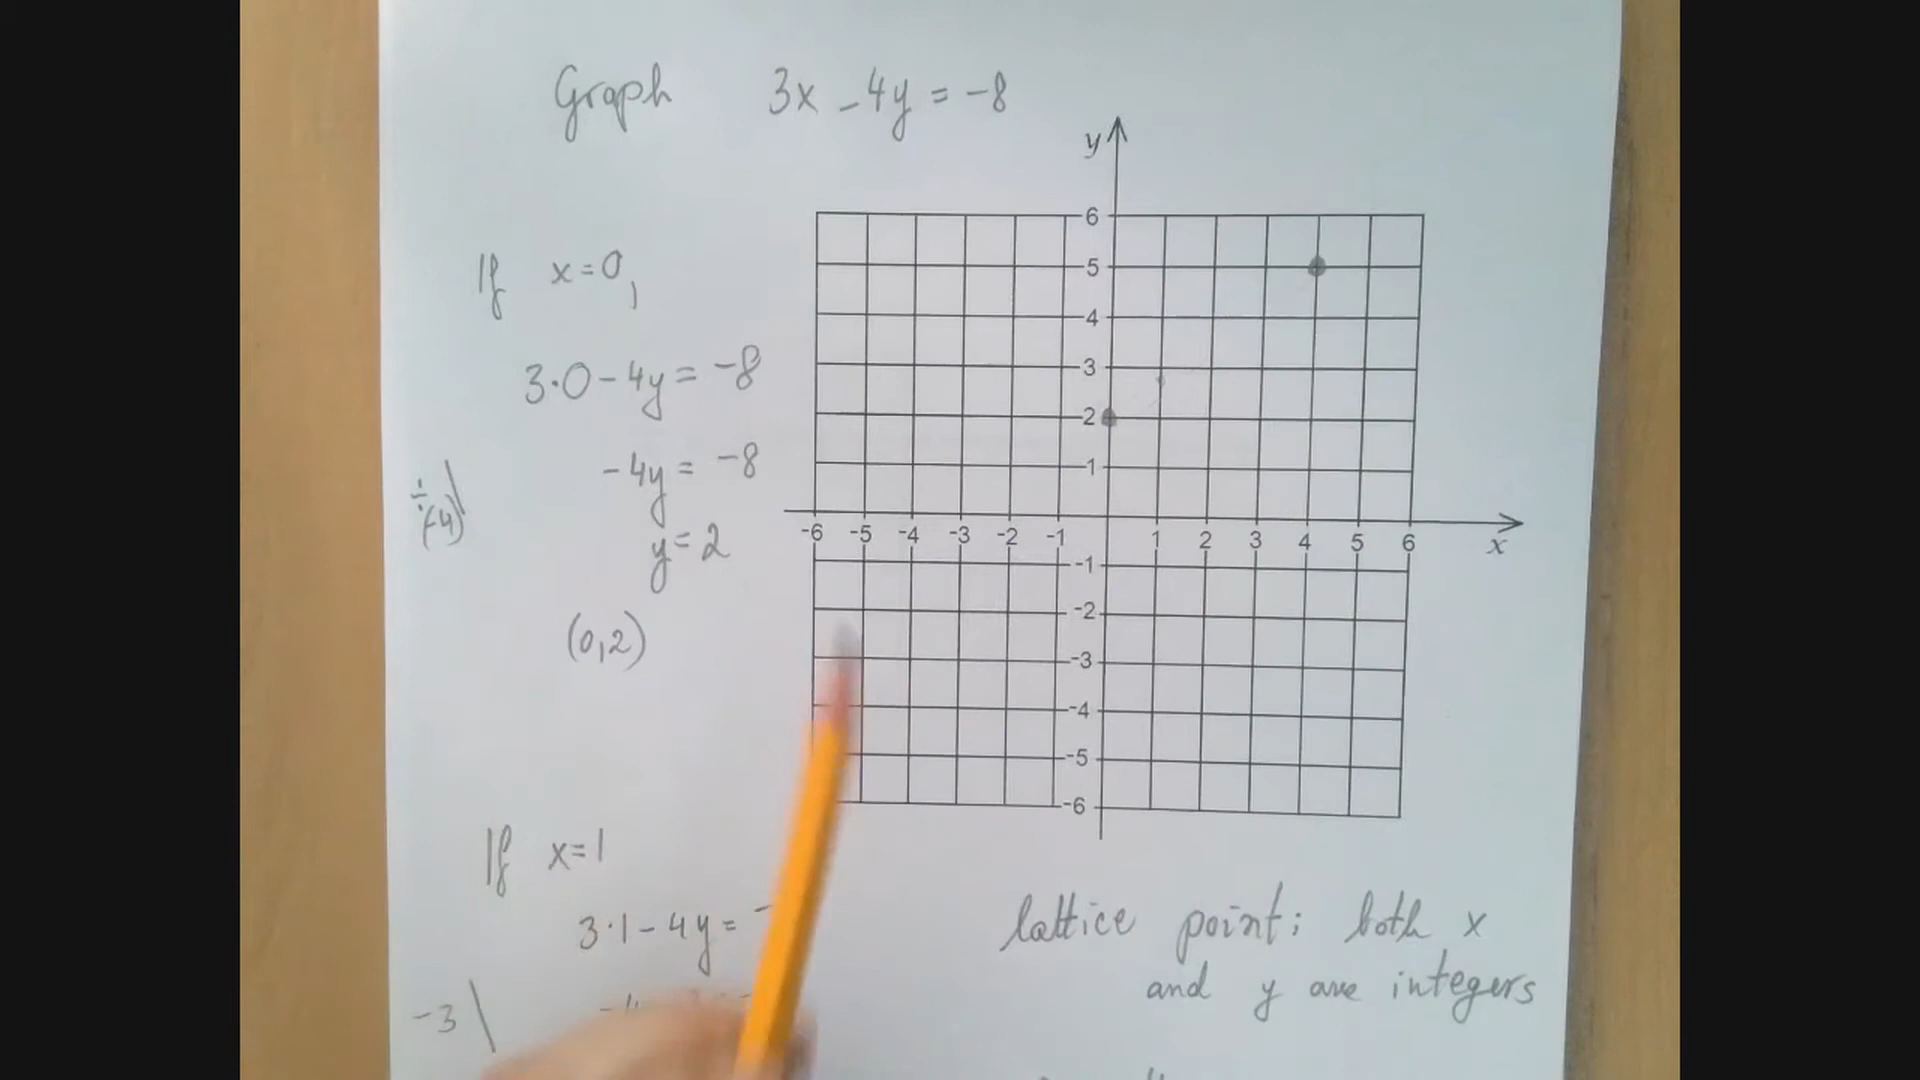 Graph 3x - 4y = -8
If x = 0,
3·0 - 4y = -8
-4y = -8
÷(-4)
y = 2
(0,2)
If x = 1
3·1 - 4y = -
-3
y
6
5
4
3
2
1
-6 -5 -4 -3 -2 -1 1 2 3 4 5 6 x
-1
-2
-3
-4
-5
-6
lattice point: both x
and y are integers